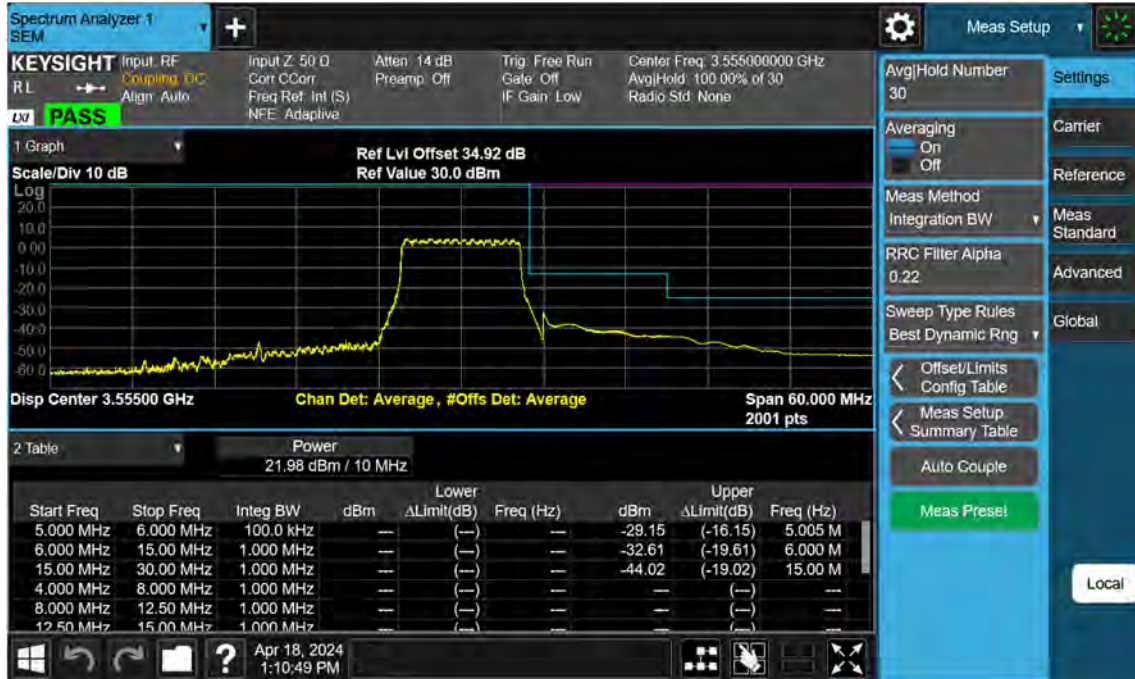 Spectrum Analyzer 1
SEM
+
Meas Setup
KEYSIGHT
RL
LXI
PASS
Input: RF
Coupling: DC
Align: Auto
Input Z: 50 Ω
Corr CCorr
Freq Ref: Int (S)
NFE: Adaptive
Atten: 14 dB
Preamp: Off
Trig: Free Run
Gate: Off
IF Gain: Low
Center Freq: 3.555000000 GHz
Avg|Hold: 100.00% of 30
Radio Std: None
1 Graph
Scale/Div 10 dB
Ref Lvl Offset 34.92 dB
Ref Value 30.0 dBm
Log
20.0
10.0
0.00
-10.0
-20.0
-30.0
-40.0
-50.0
-60.0
Disp Center 3.55500 GHz
Chan Det: Average, #Offs Det: Average
Span 60.000 MHz
2001 pts
2 Table
Power
21.98 dBm / 10 MHz
Lower Upper
Start Freq Stop Freq Integ BW dBm ΔLimit(dB) Freq (Hz) dBm ΔLimit(dB) Freq (Hz)
5.000 MHz 6.000 MHz 100.0 kHz --- (---) --- -29.15 (-16.15) 5.005 M
6.000 MHz 15.00 MHz 1.000 MHz --- (---) --- -32.61 (-19.61) 6.000 M
15.00 MHz 30.00 MHz 1.000 MHz --- (---) --- -44.02 (-19.02) 15.00 M
4.000 MHz 8.000 MHz 1.000 MHz --- (---) --- --- (---) ---
8.000 MHz 12.50 MHz 1.000 MHz --- (---) --- --- (---) ---
12.50 MHz 15.00 MHz 1.000 MHz --- (---) --- --- (---) ---
?
Apr 18, 2024
1:10:49 PM
Avg|Hold Number
30
Averaging
On
Off
Meas Method
Integration BW
RRC Filter Alpha
0.22
Sweep Type Rules
Best Dynamic Rng
Offset/Limits
Config Table
Meas Setup
Summary Table
Auto Couple
Meas Preset
Settings
Carrier
Reference
Meas
Standard
Advanced
Global
Local